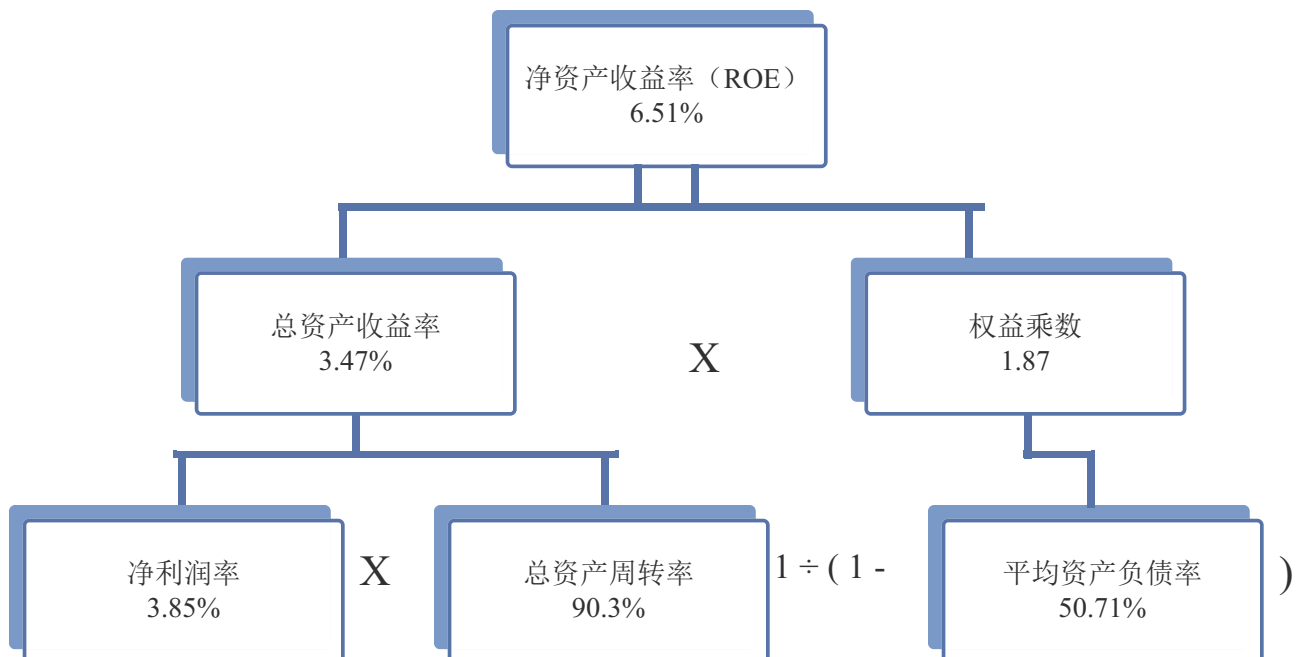 净资产收益率（ROE）
6.51%
总资产收益率
3.47%
X
权益乘数
1.87
净利润率
3.85%
X
总资产周转率
90.3%
1 ÷ ( 1 -
平均资产负债率
50.71%
)